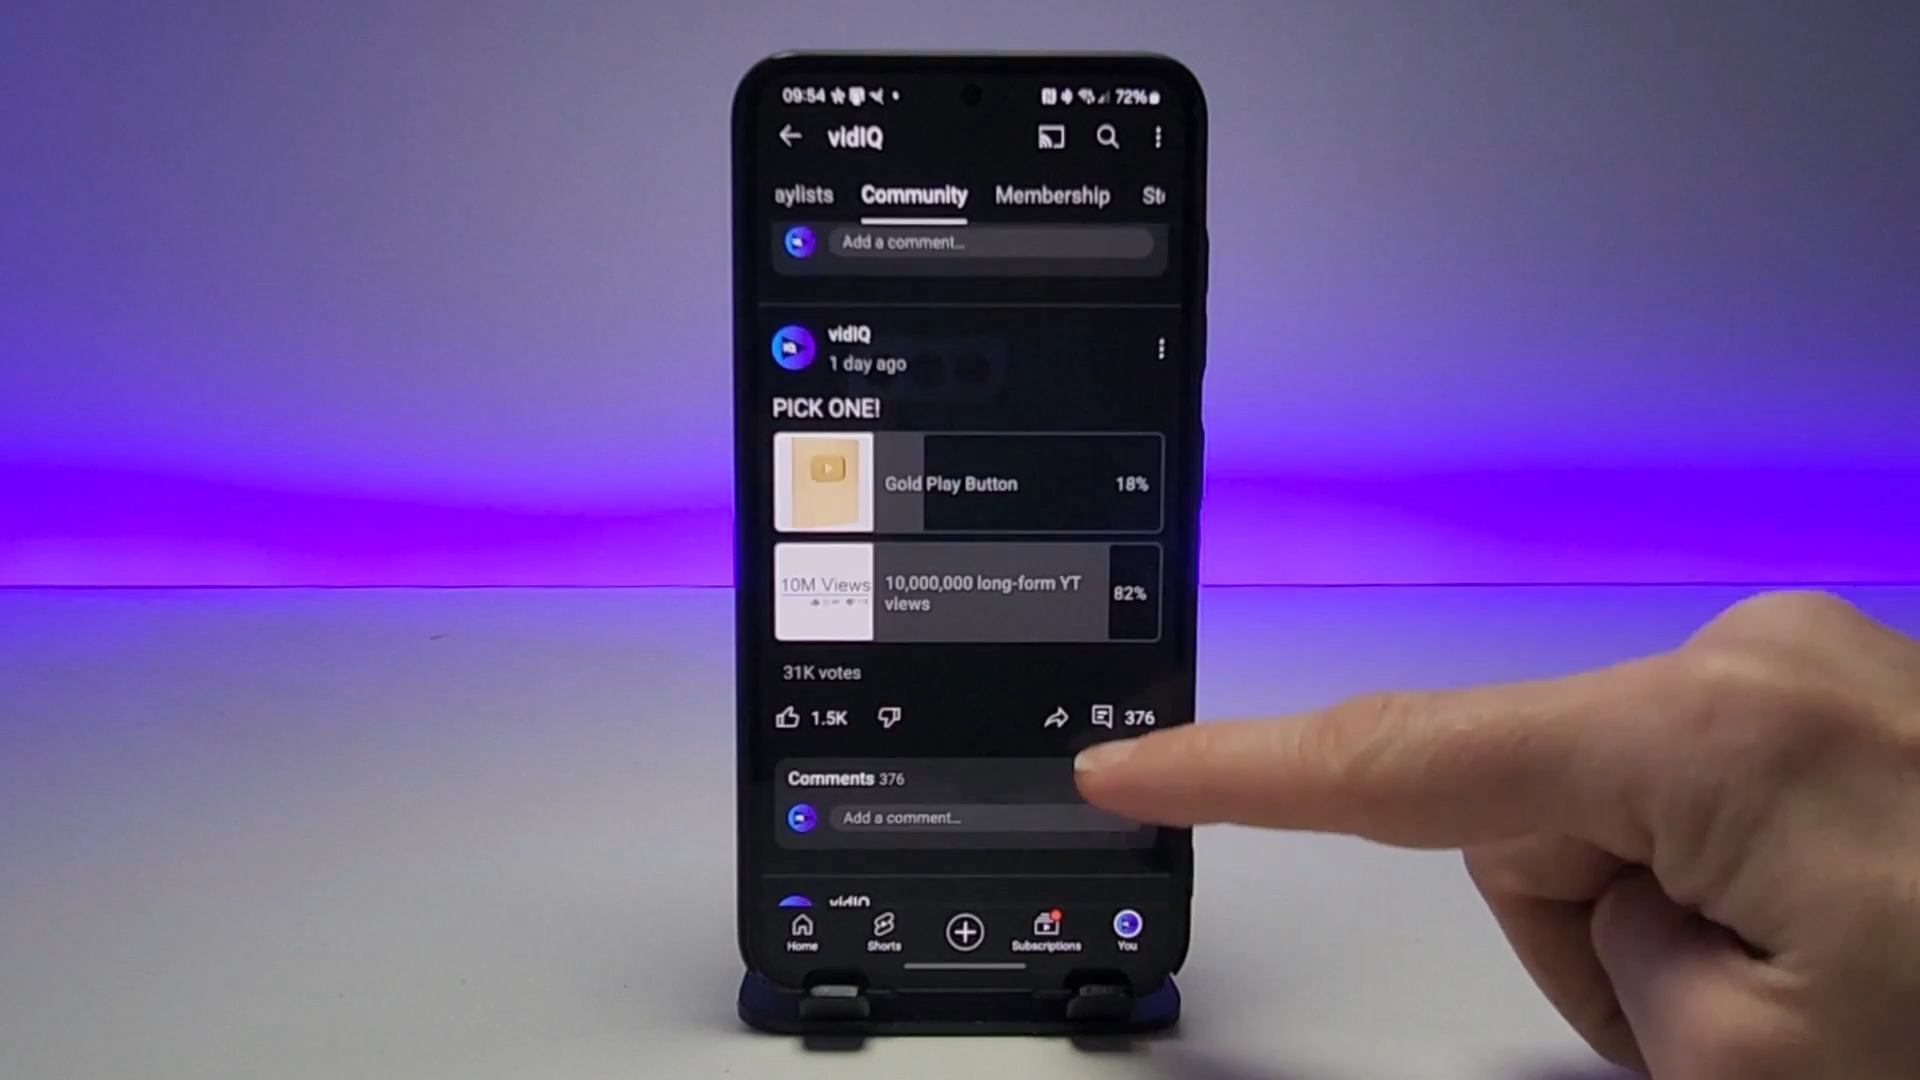 09:54
72%
vidIQ
aylists Community Membership St
Add a comment...
vidIQ
1 day ago
PICK ONE!
Gold Play Button 18%
10M Views
10,000,000 long-form YT
views
82%
31K votes
1.5K
376
Comments 376
Add a comment...
vidIQ
Home
Shorts
Subscriptions
You